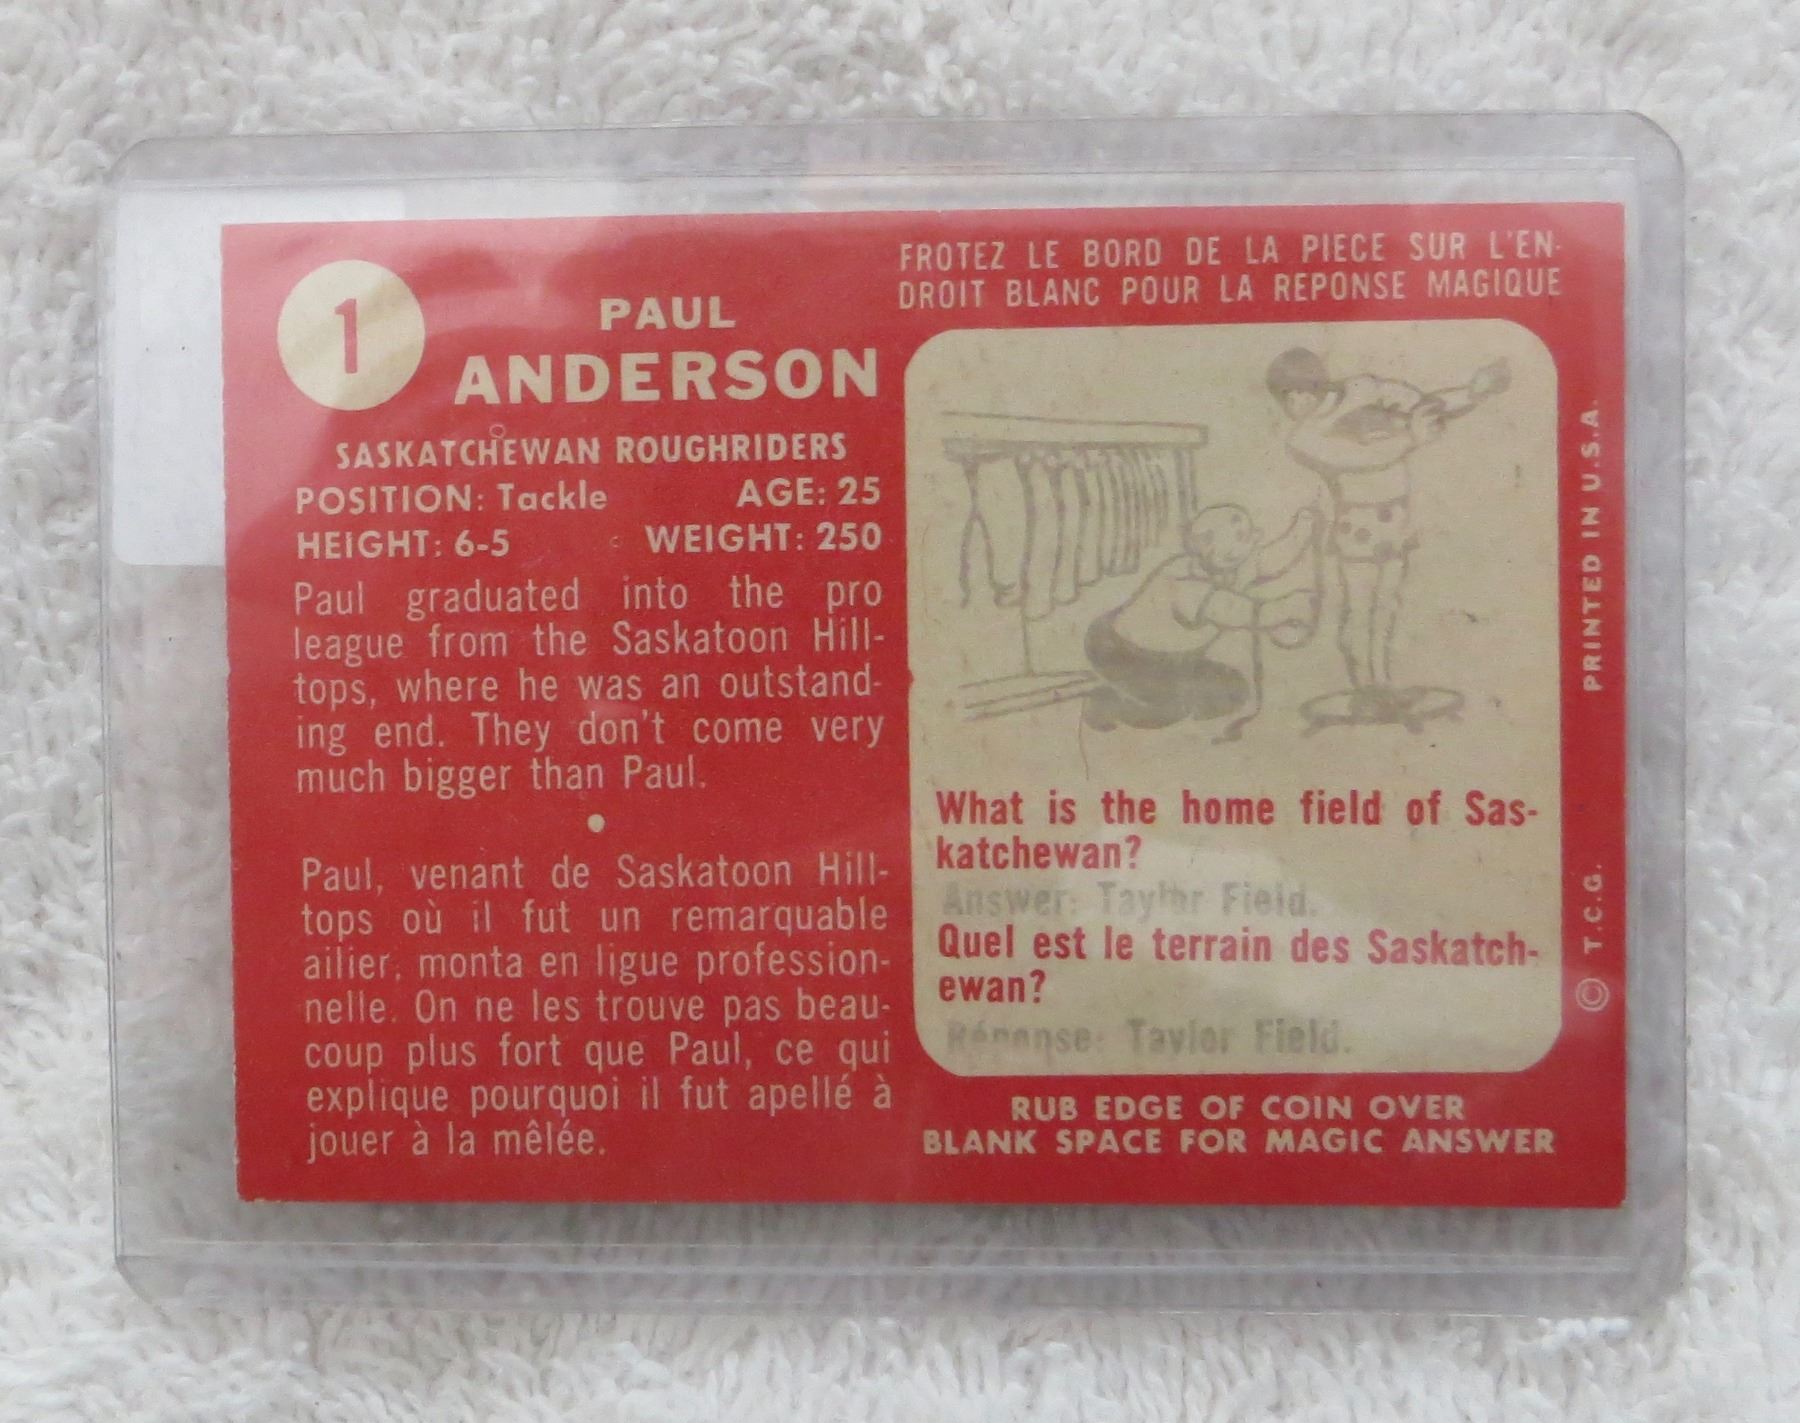 1
PAUL
ANDERSON
SASKATCHEWAN ROUGHRIDERS
POSITION: Tackle AGE: 25
HEIGHT: 6-5 WEIGHT: 250
Paul graduated into the pro
league from the Saskatoon Hill-
tops, where he was an outstand-
ing end. They don't come very
much bigger than Paul.
Paul, venant de Saskatoon Hill-
tops où il fut un remarquable
ailier, monta en ligue profession-
nelle. On ne les trouve pas beau-
coup plus fort que Paul, ce qui
explique pourquoi il fut apellé à
jouer à la mêlée.
FROTEZ LE BORD DE LA PIECE SUR L'EN-
DROIT BLANC POUR LA REPONSE MAGIQUE
What is the home field of Sas-
katchewan?
Answer: Taylor Field.
Quel est le terrain des Saskatch-
ewan?
Réponse: Taylor Field.
RUB EDGE OF COIN OVER
BLANK SPACE FOR MAGIC ANSWER
© T.C.G. PRINTED IN U.S.A.